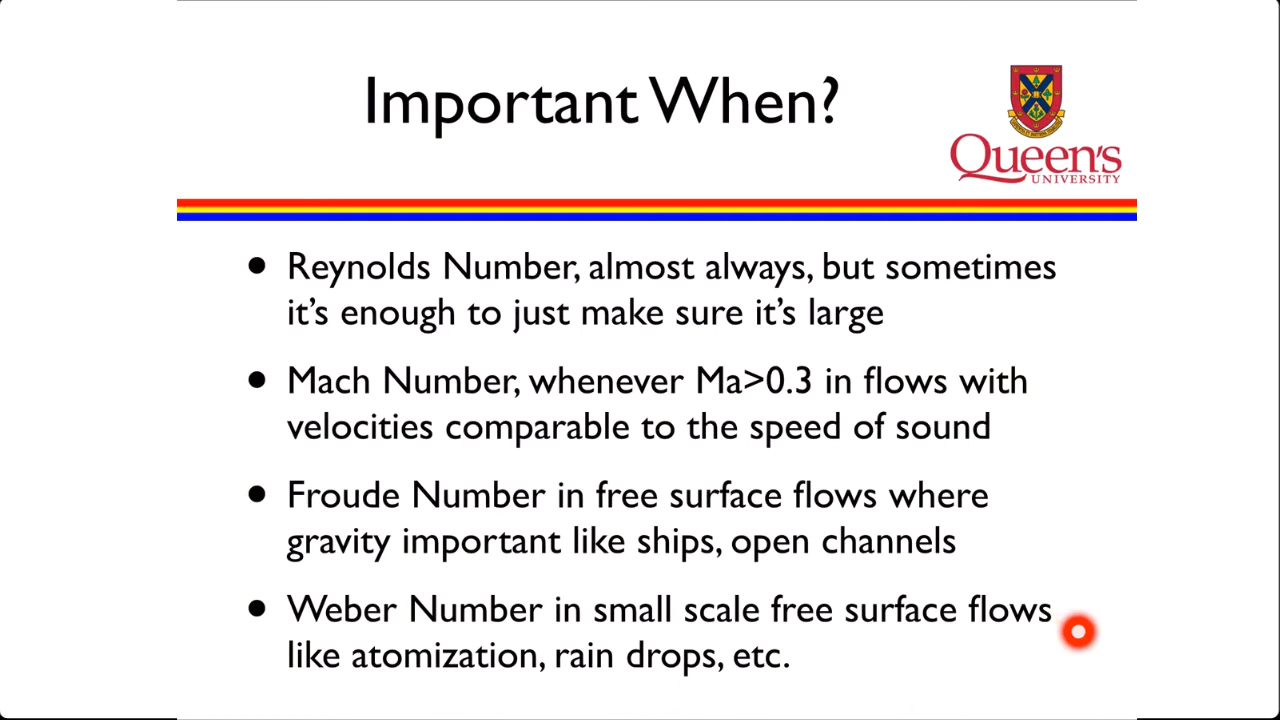 Important When?
Queen's
UNIVERSITY
• Reynolds Number, almost always, but sometimes
it's enough to just make sure it's large
• Mach Number, whenever Ma>0.3 in flows with
velocities comparable to the speed of sound
• Froude Number in free surface flows where
gravity important like ships, open channels
• Weber Number in small scale free surface flows
like atomization, rain drops, etc.